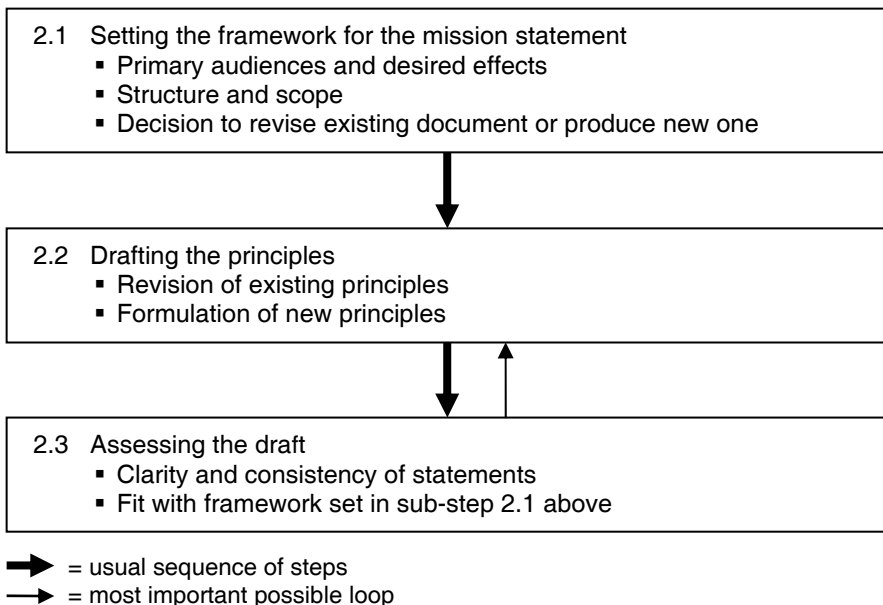 2.1 Setting the framework for the mission statement
▪ Primary audiences and desired effects
▪ Structure and scope
▪ Decision to revise existing document or produce new one
2.2 Drafting the principles
▪ Revision of existing principles
▪ Formulation of new principles
2.3 Assessing the draft
▪ Clarity and consistency of statements
▪ Fit with framework set in sub-step 2.1 above
= usual sequence of steps
= most important possible loop